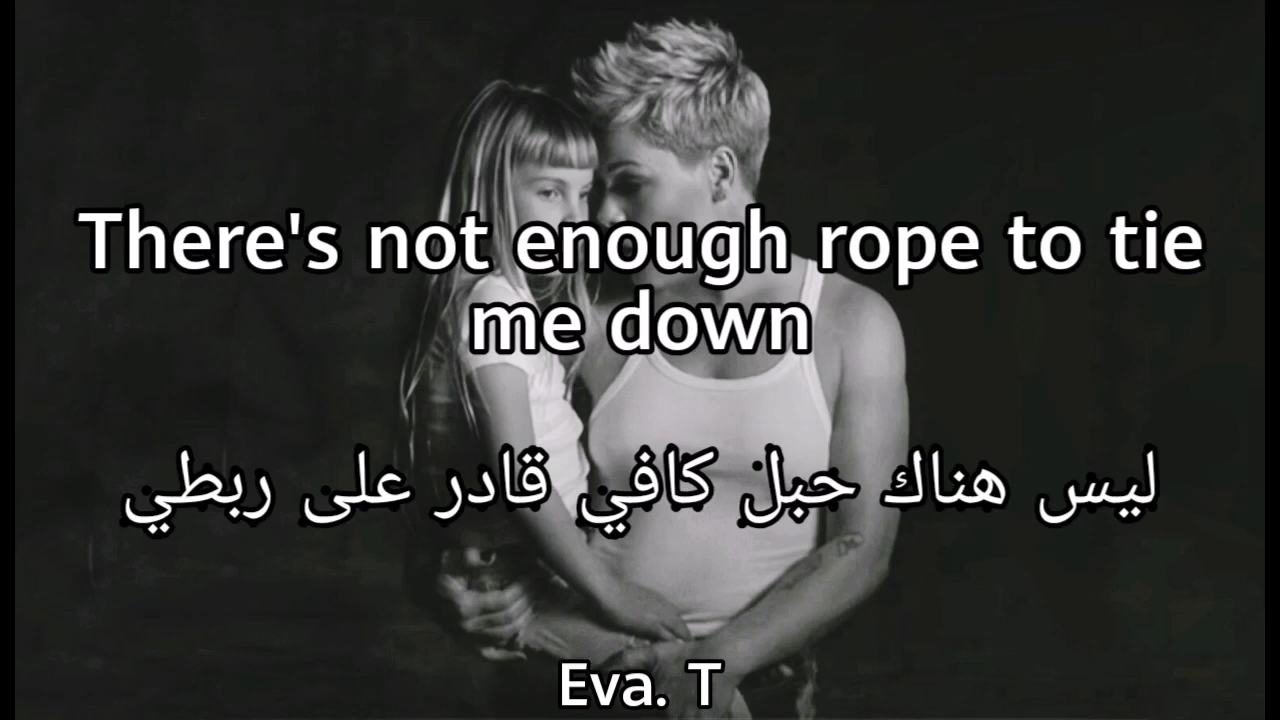 There's not enough rope to tie
me down
ليس هناك حبل كافي قادر على ربطي
Eva. T